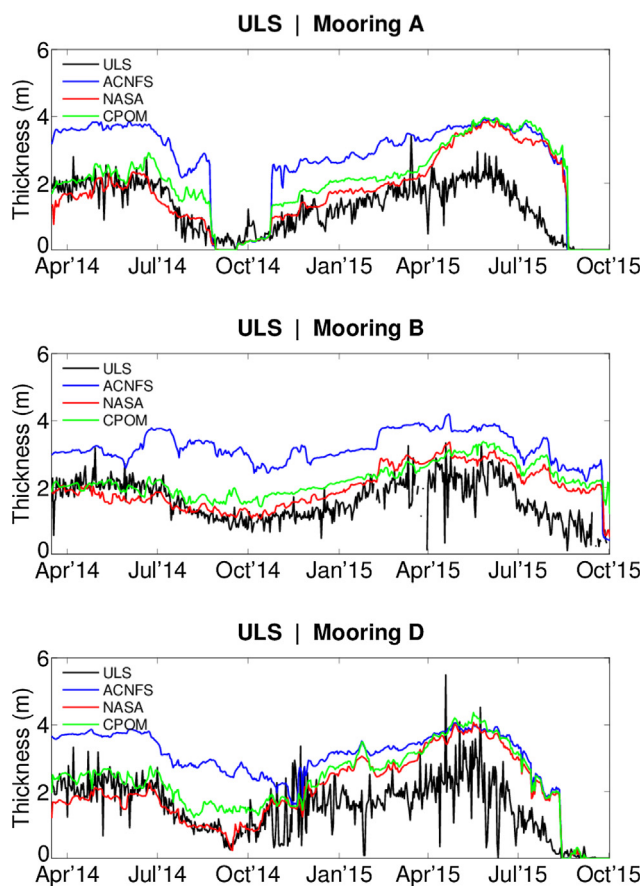 ULS | Mooring A
6
4
2
0
Thickness (m)
ULS
ACNFS
NASA
CPOM
Apr'14 Jul'14 Oct'14 Jan'15 Apr'15 Jul'15 Oct'15
ULS | Mooring B
6
4
2
0
Thickness (m)
ULS
ACNFS
NASA
CPOM
Apr'14 Jul'14 Oct'14 Jan'15 Apr'15 Jul'15 Oct'15
ULS | Mooring D
6
4
2
0
Thickness (m)
ULS
ACNFS
NASA
CPOM
Apr'14 Jul'14 Oct'14 Jan'15 Apr'15 Jul'15 Oct'15